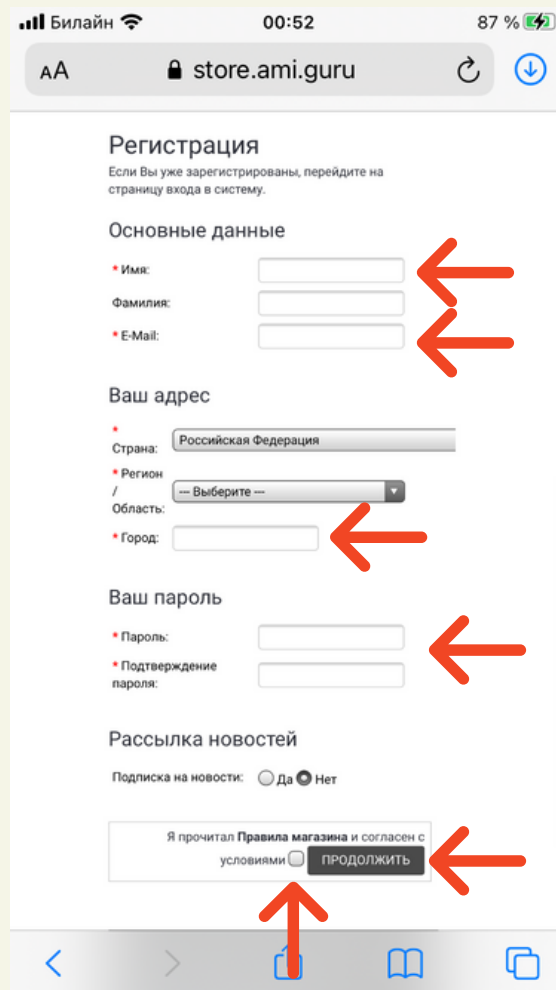 Билайн 00:52 87 %
AA store.ami.guru
Регистрация
Если Вы уже зарегистрированы, перейдите на
страницу входа в систему.
Основные данные
* Имя:
Фамилия:
* E-Mail:
Ваш адрес
*
Страна: Российская Федерация
* Регион
/ --- Выберите ---
Область:
* Город:
Ваш пароль
* Пароль:
* Подтверждение
пароля:
Рассылка новостей
Подписка на новости: Да Нет
Я прочитал Правила магазина и согласен с
условиями ПРОДОЛЖИТЬ